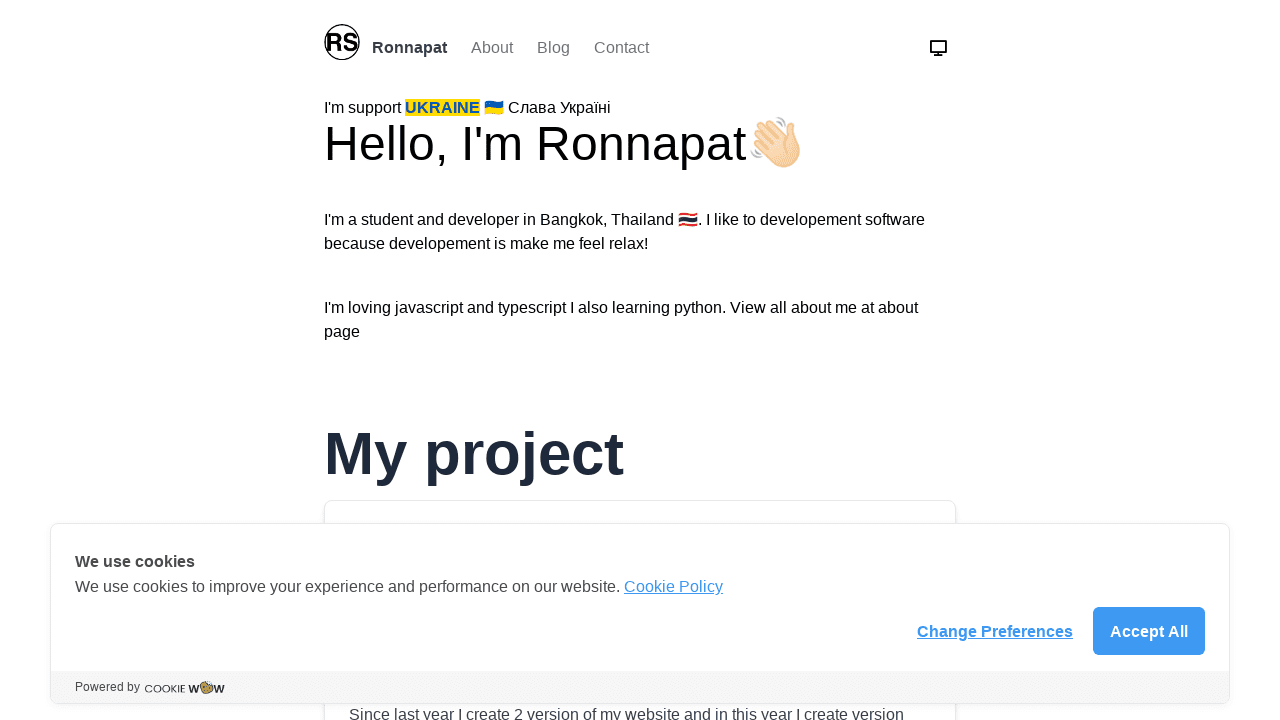 RS Ronnapat About Blog Contact
I'm support UKRAINE 🇺🇦 Слава Україні
Hello, I'm Ronnapat👋🏻
I'm a student and developer in Bangkok, Thailand 🇹🇭. I like to developement software
because developement is make me feel relax!
I'm loving javascript and typescript I also learning python. View all about me at about
page
My project
We use cookies
We use cookies to improve your experience and performance on our website. Cookie Policy
Change Preferences Accept All
Powered by COOKIE WOW
Since last year I create 2 version of my website and in this year I create version